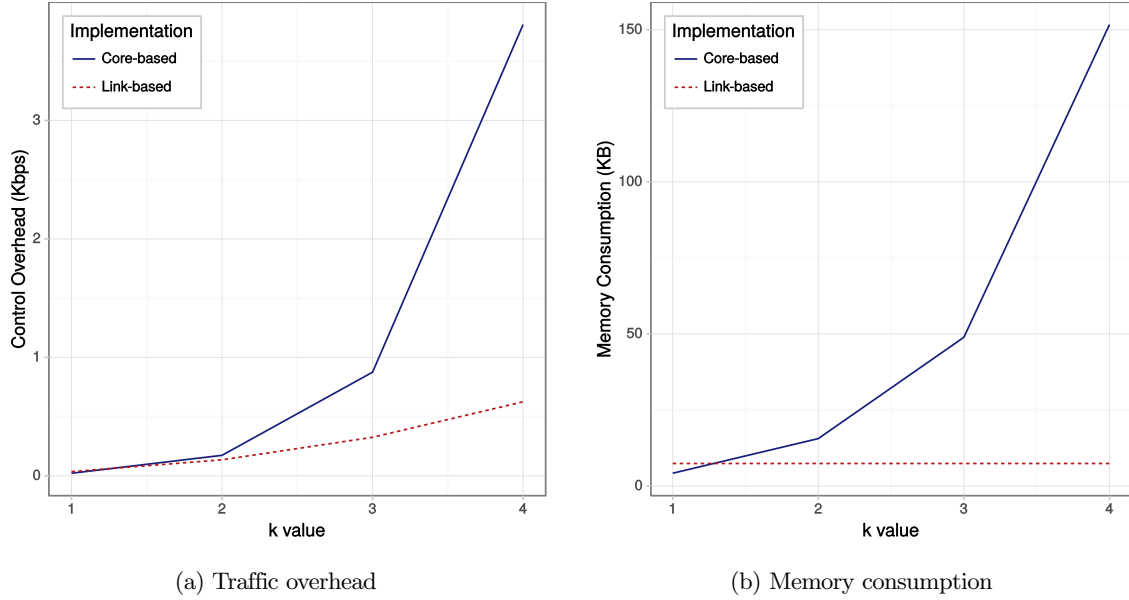 Implementation
Core-based
Link-based
Control Overhead (Kbps)
3
2
1
0
1 2 3 4
k value
(a) Traffic overhead
Implementation
Core-based
Link-based
Memory Consumption (KB)
150
100
50
0
1 2 3 4
k value
(b) Memory consumption